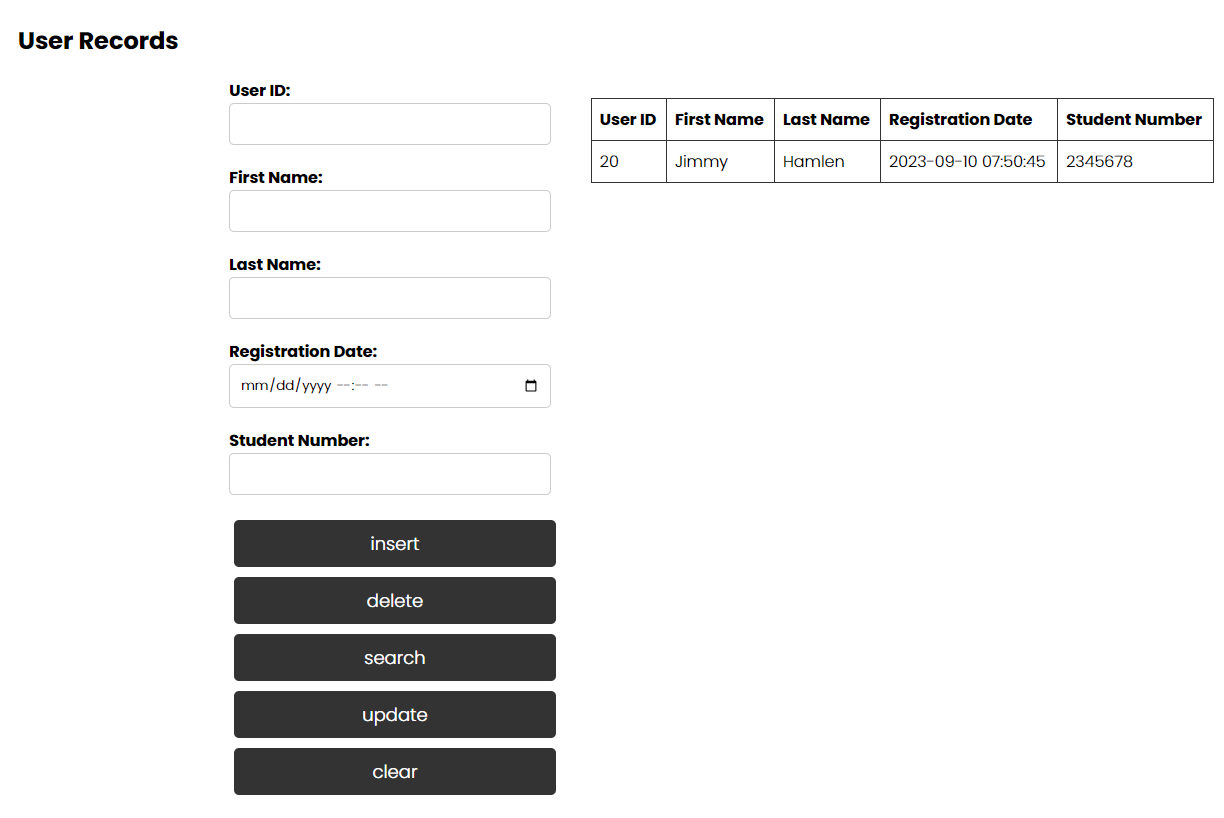 User Records
User ID:
First Name:
Last Name:
Registration Date:
mm/dd/yyyy --:-- --
Student Number:
insert
delete
search
update
clear
User ID First Name Last Name Registration Date Student Number
20 Jimmy Hamlen 2023-09-10 07:50:45 2345678